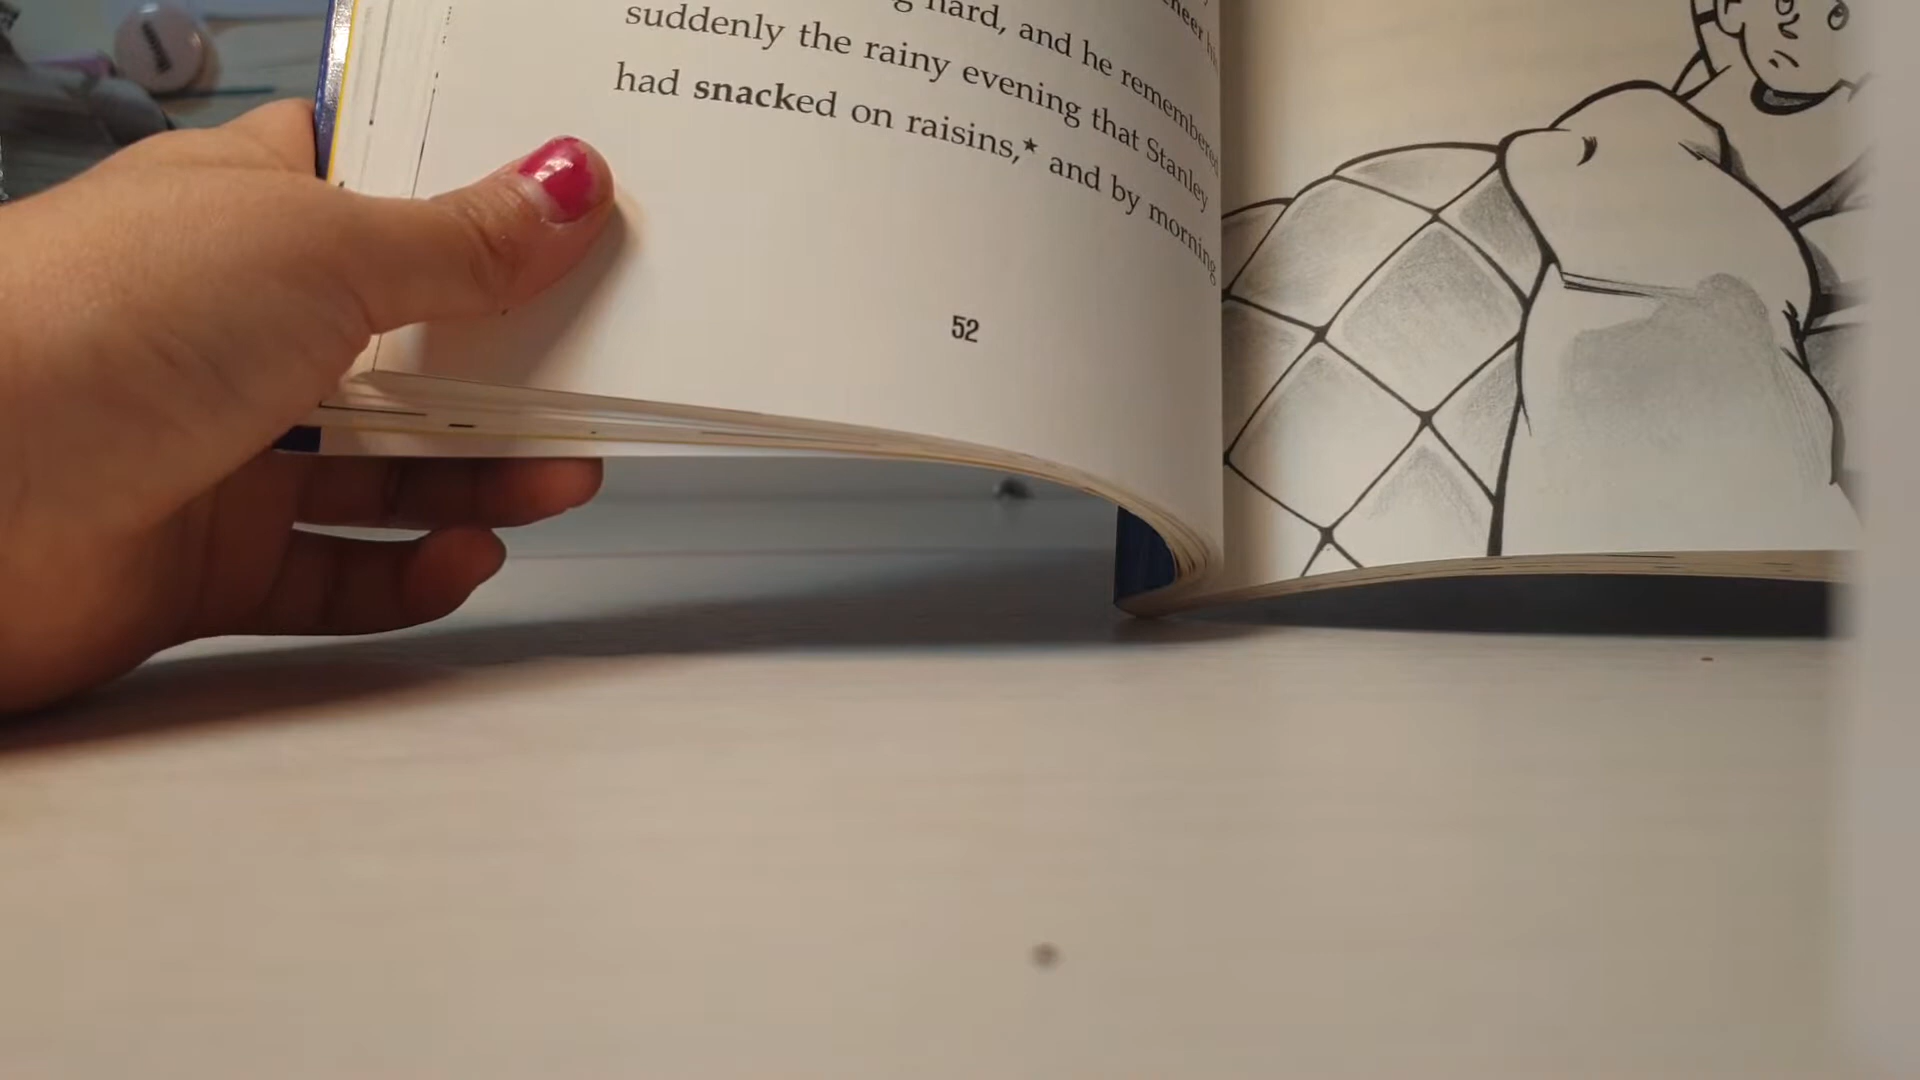 hard, and he remembered
suddenly the rainy evening that Stanley
had snacked on raisins,* and by morning
52